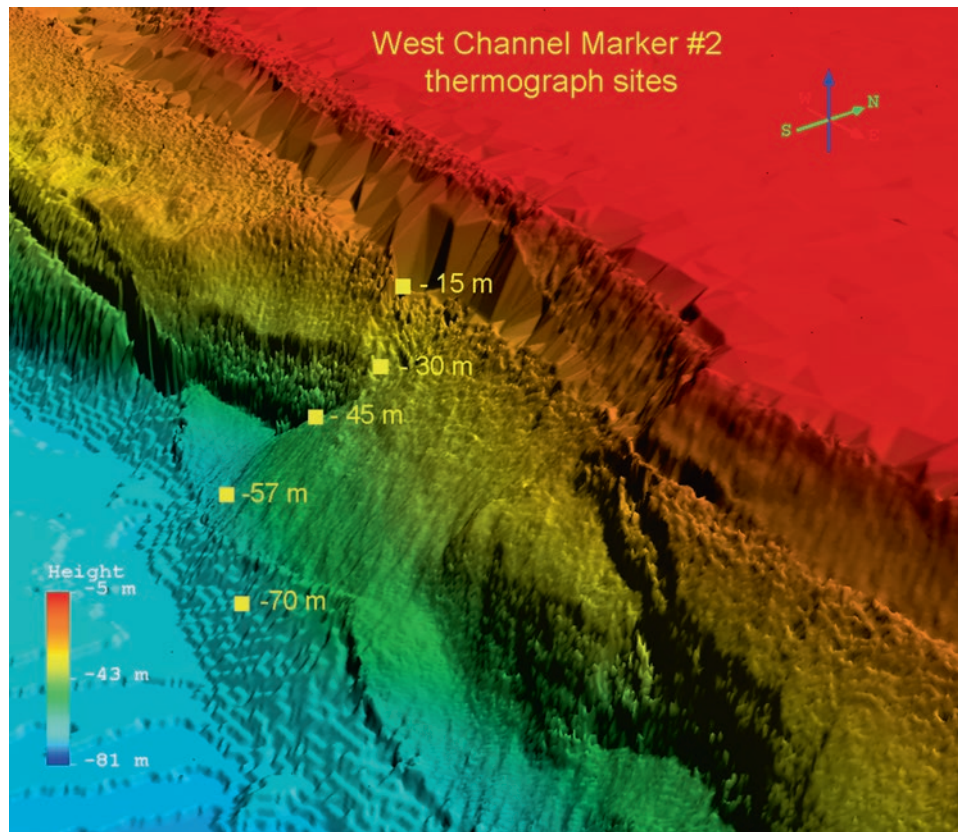 West Channel Marker #2
thermograph sites
W
N
S
E
- 15 m
- 30 m
- 45 m
-57 m
-70 m
Height
-5 m
-43 m
-81 m